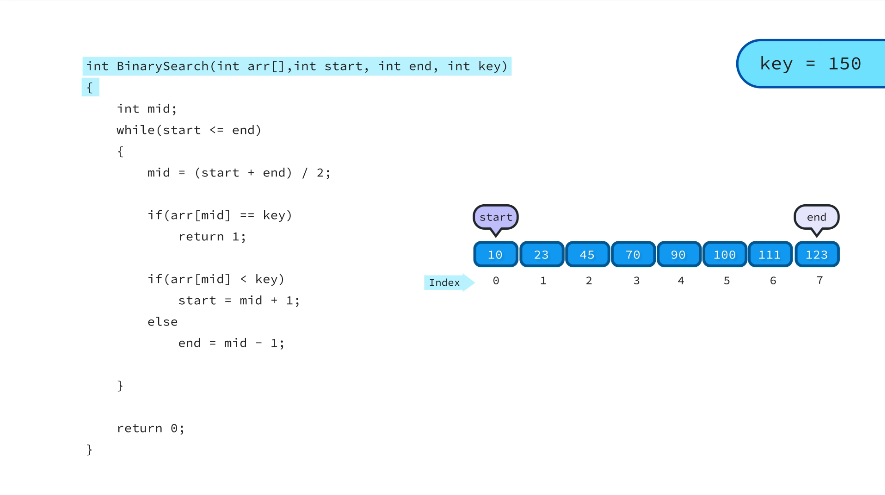 int BinarySearch(int arr[],int start, int end, int key)
{
    int mid;
    while(start <= end)
    {
        mid = (start + end) / 2;
        if(arr[mid] == key)
            return 1;
        if(arr[mid] < key)
            start = mid + 1;
        else
            end = mid - 1;
    }
    return 0;
}
key = 150
start end
10 23 45 70 90 100 111 123
Index 0 1 2 3 4 5 6 7